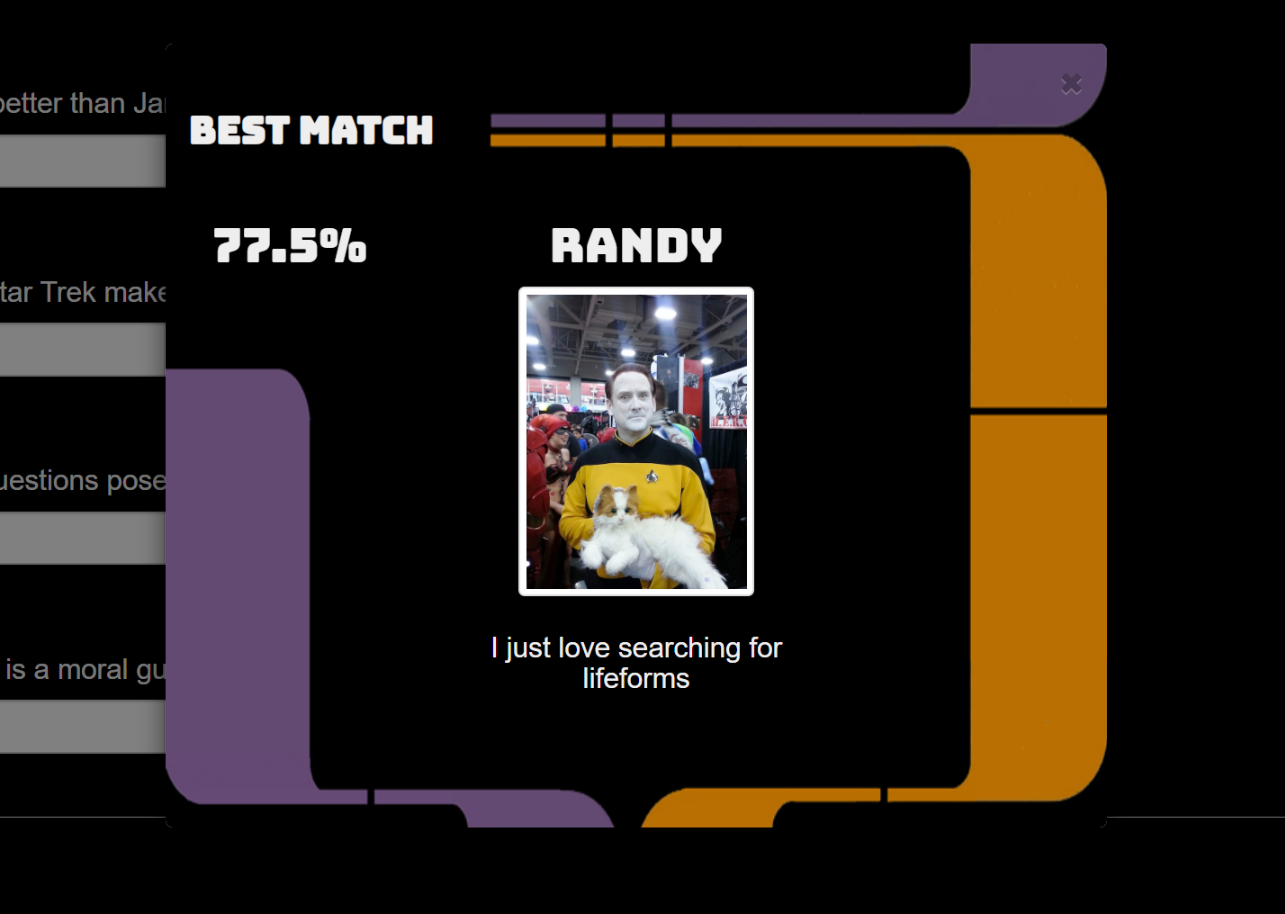 better than Ja
BEST MATCH
77.5%
RANDY
tar Trek make
uestions pose
I just love searching for
lifeforms
is a moral gu